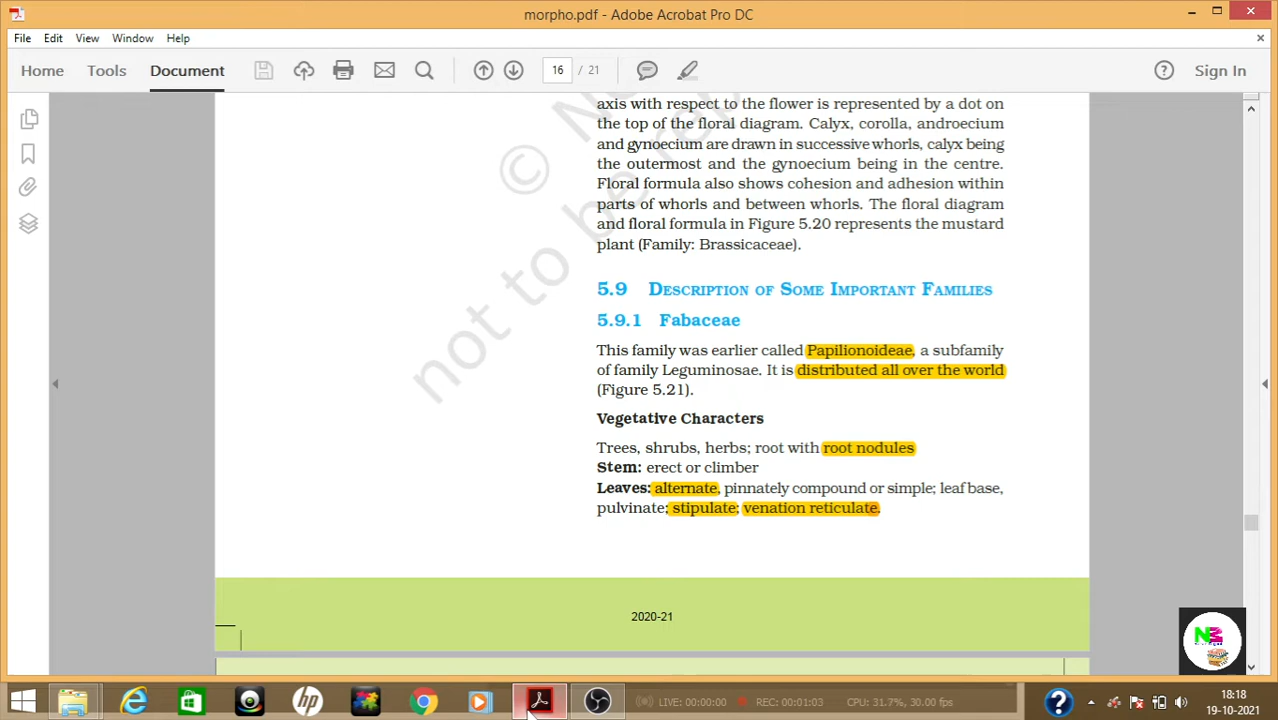 morpho.pdf - Adobe Acrobat Pro DC
File Edit View Window Help
Home Tools Document 16 / 21 Sign In
axis with respect to the flower is represented by a dot on
the top of the floral diagram. Calyx, corolla, androecium
and gynoecium are drawn in successive whorls, calyx being
the outermost and the gynoecium being in the centre.
Floral formula also shows cohesion and adhesion within
parts of whorls and between whorls. The floral diagram
and floral formula in Figure 5.20 represents the mustard
plant (Family: Brassicaceae).
©
not to be rep
5.9 Description of Some Important Families
5.9.1 Fabaceae
This family was earlier called Papilionoideae, a subfamily
of family Leguminosae. It is distributed all over the world
(Figure 5.21).
Vegetative Characters
Trees, shrubs, herbs; root with root nodules
Stem: erect or climber
Leaves: alternate, pinnately compound or simple; leaf base,
pulvinate; stipulate; venation reticulate.
2020-21
LIVE: 00:00:00 REC: 00:01:03 CPU: 31.7%, 30.00 fps
18:18
19-10-2021